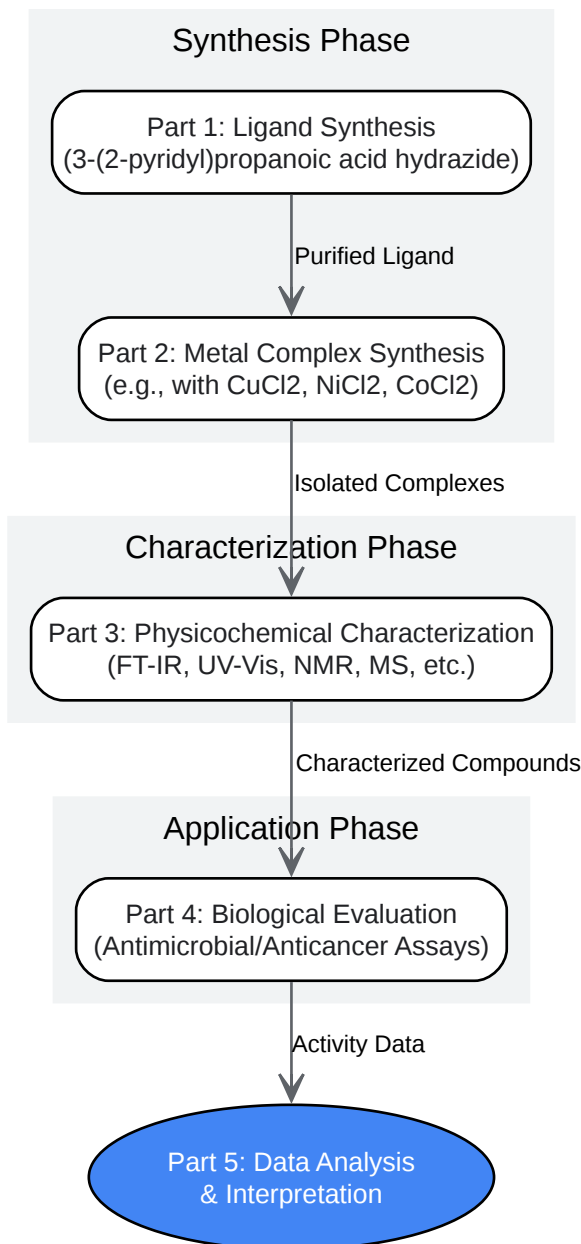 Synthesis Phase
Part 1: Ligand Synthesis
(3-(2-pyridyl)propanoic acid hydrazide)
Purified Ligand
Part 2: Metal Complex Synthesis
(e.g., with CuCl2, NiCl2, CoCl2)
Isolated Complexes
Characterization Phase
Part 3: Physicochemical Characterization
(FT-IR, UV-Vis, NMR, MS, etc.)
Characterized Compounds
Application Phase
Part 4: Biological Evaluation
(Antimicrobial/Anticancer Assays)
Activity Data
Part 5: Data Analysis
& Interpretation